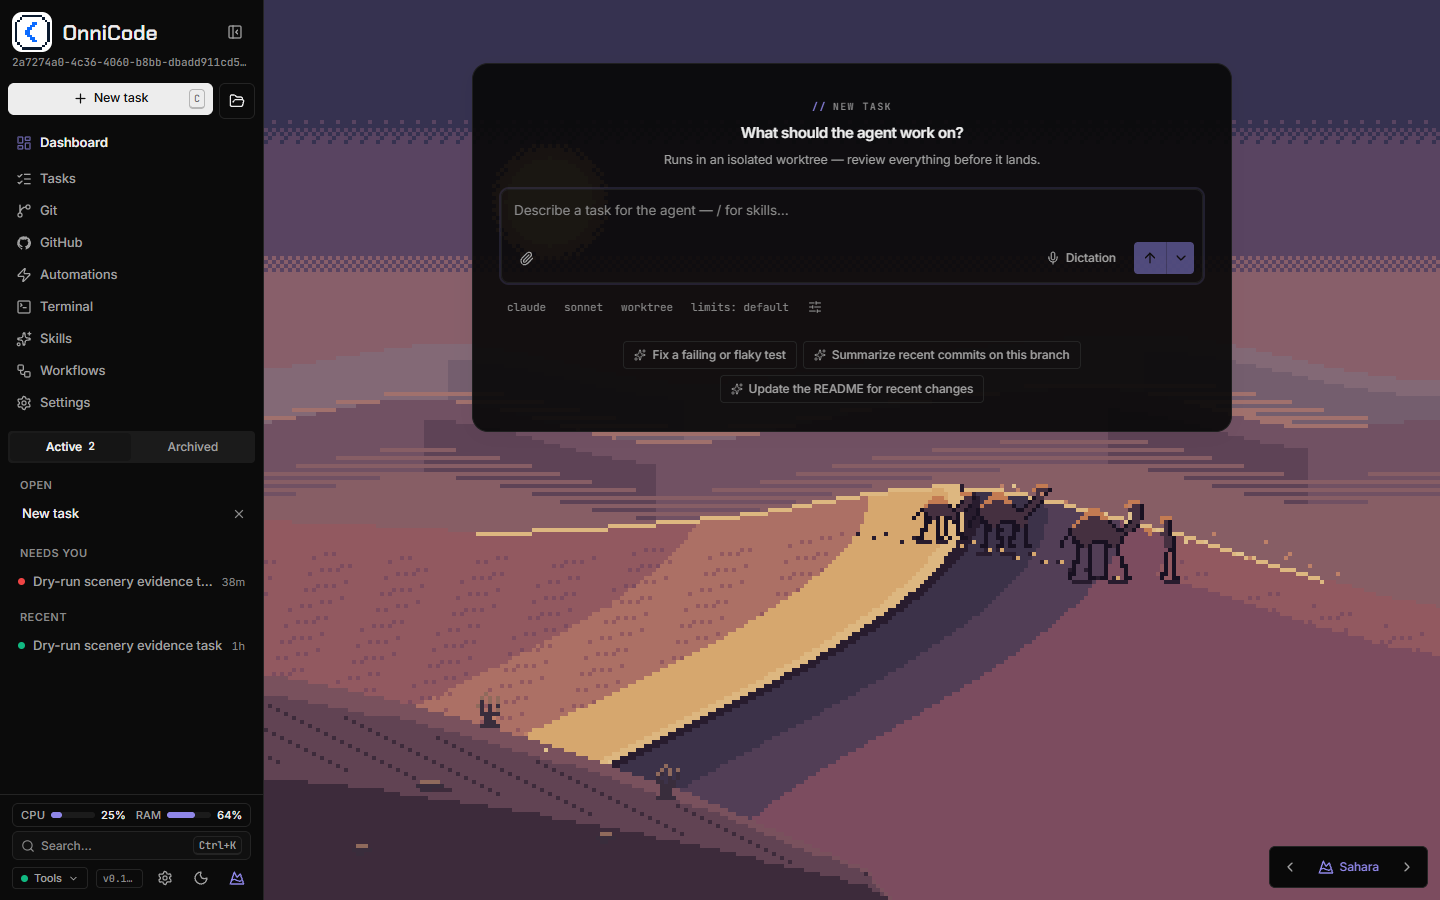 OnniCode
2a7274a0-4c36-4060-b8bb-dbadd911cd5…
New task C
Dashboard
Tasks
Git
GitHub
Automations
Terminal
Skills
Workflows
Settings
Active 2 Archived
OPEN
New task
NEEDS YOU
Dry-run scenery evidence t… 38m
RECENT
Dry-run scenery evidence task 1h
CPU 25% RAM 64%
Search... Ctrl+K
Tools v0.1…
// NEW TASK
What should the agent work on?
Runs in an isolated worktree — review everything before it lands.
Describe a task for the agent — / for skills...
Dictation
claude sonnet worktree limits: default
Fix a failing or flaky test Summarize recent commits on this branch
Update the README for recent changes
Sahara